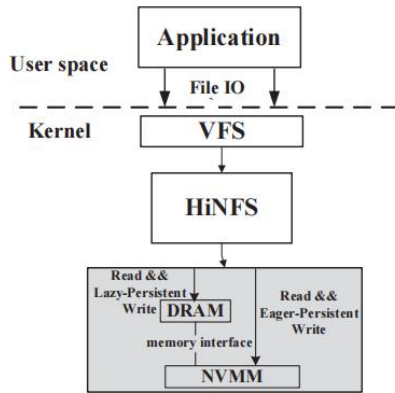 Application
User space
File IO
Kernel
VFS
HiNFS
Read &&
Lazy-Persistent
Write
DRAM
Read &&
Eager-Persistent
Write
memory interface
NVMM